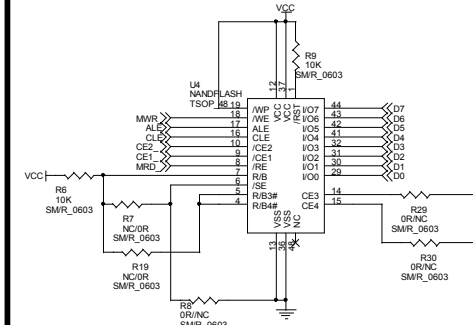 VCC
R9
10K
SM/R_0603
12
37
1
U4
NANDFLASH
TSOP_48
19
/WP
VCC
VCC
/RST
I/O7
44
D7
MWR
18
/WE
I/O6
43
D6
ALE
17
ALE
I/O5
42
D5
CLE
16
CLE
I/O4
41
D4
CE2_
10
/CE2
I/O3
32
D3
CE1_
9
/CE1
I/O2
31
D2
MRD_
8
/RE
I/O1
30
D1
VCC
7
R/B
I/O0
29
D0
R6
10K
SM/R_0603
6
/SE
5
R/B3#
CE3
14
4
R/B4#
CE4
15
VSS
VSS
NC
13
36
48
R7
NC/0R
SM/R_0603
R29
0R/NC
SM/R_0603
R19
NC/0R
SM/R_0603
R30
0R/NC
SM/R_0603
R8
0R//NC
SM/R_0603